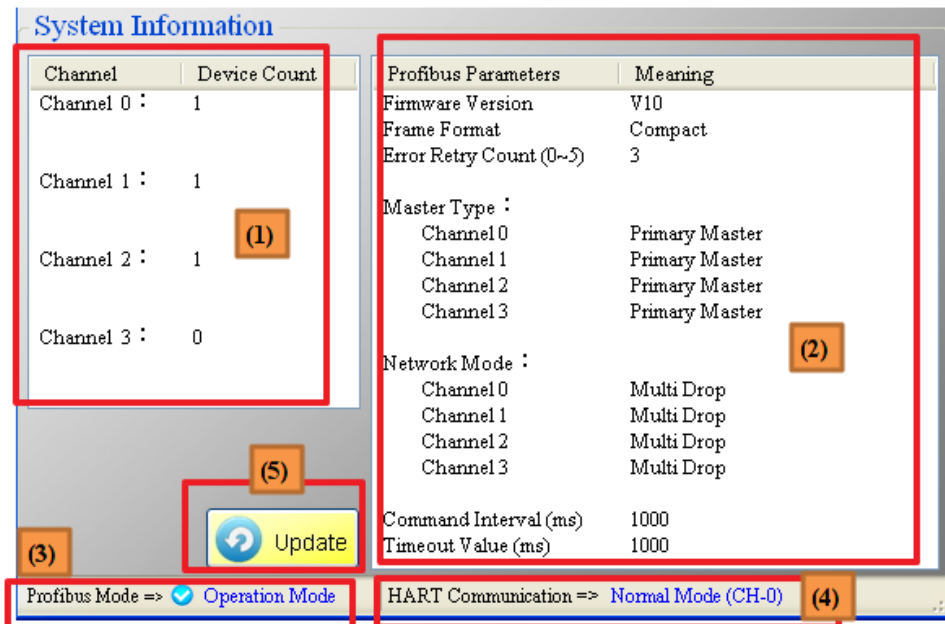 System Information
Channel Device Count
Channel 0 : 1
Channel 1 : 1
(1)
Channel 2 : 1
Channel 3 : 0
Profibus Parameters Meaning
Firmware Version V10
Frame Format Compact
Error Retry Count (0~5) 3
Master Type :
Channel 0 Primary Master
Channel 1 Primary Master
Channel 2 Primary Master
Channel 3 Primary Master
(2)
Network Mode :
Channel 0 Multi Drop
Channel 1 Multi Drop
Channel 2 Multi Drop
Channel 3 Multi Drop
Command Interval (ms) 1000
Timeout Value (ms) 1000
(5)
Update
(3)
Profibus Mode => Operation Mode
HART Communication => Normal Mode (CH-0)
(4)